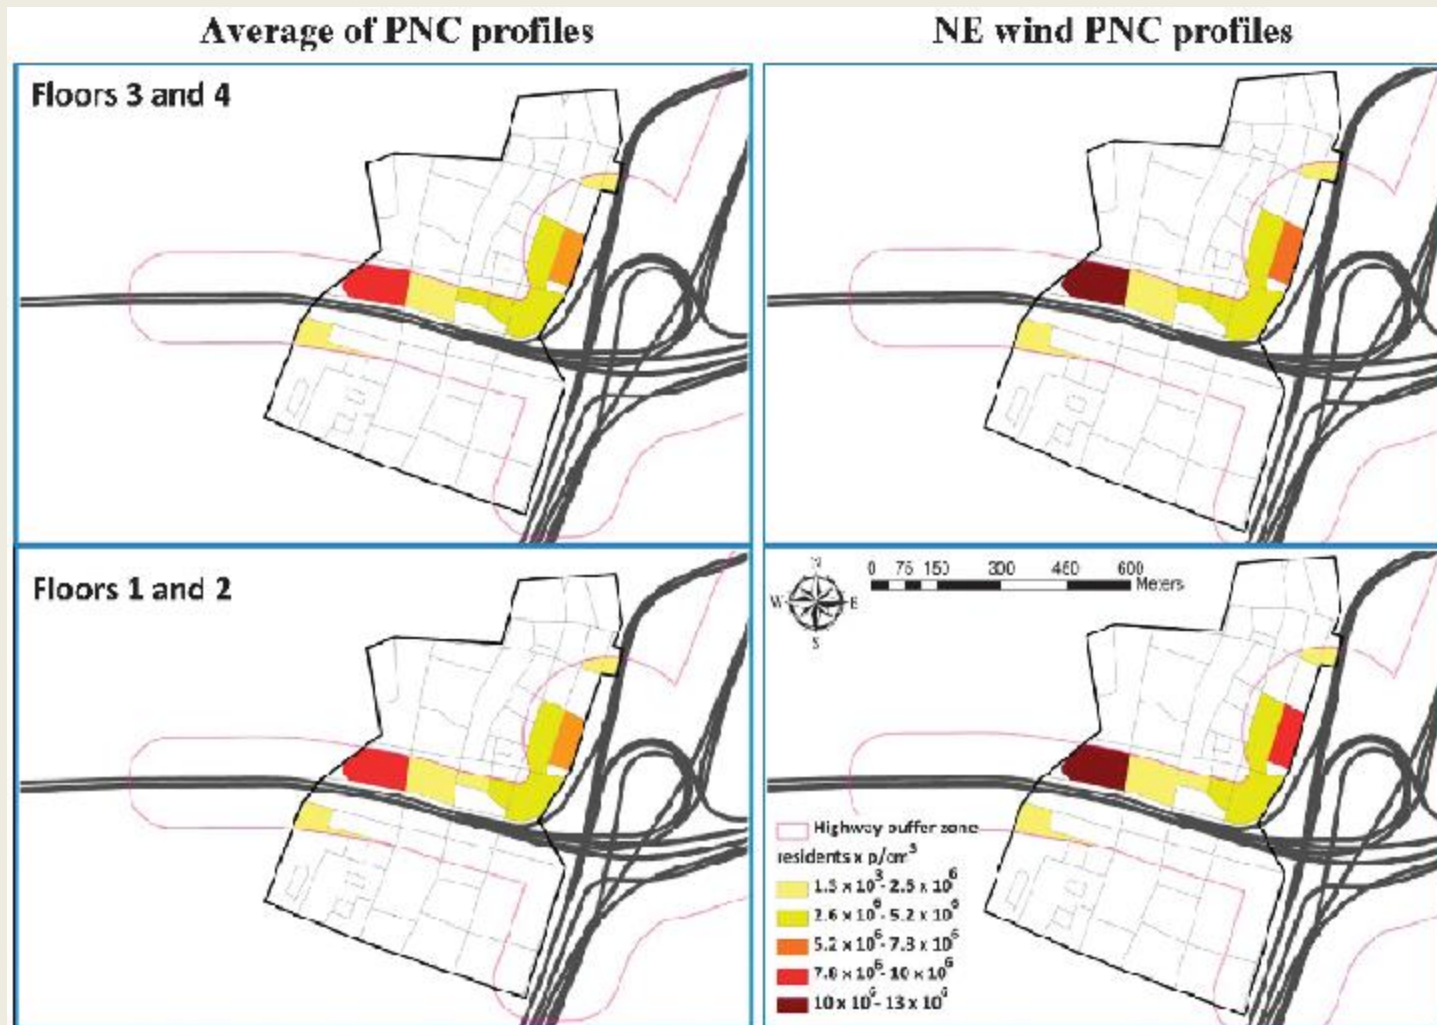 Average of PNC profiles
NE wind PNC profiles
Floors 3 and 4
Floors 1 and 2
N
W E
S
0 75 150 300 450 600
Meters
Highway buffer zone
residents x p/cm³
1.3 x 10³ - 2.5 x 10⁶
2.6 x 10⁶ - 5.2 x 10⁶
5.2 x 10⁶ - 7.8 x 10⁶
7.8 x 10⁶ - 10 x 10⁶
10 x 10⁶ - 13 x 10⁶